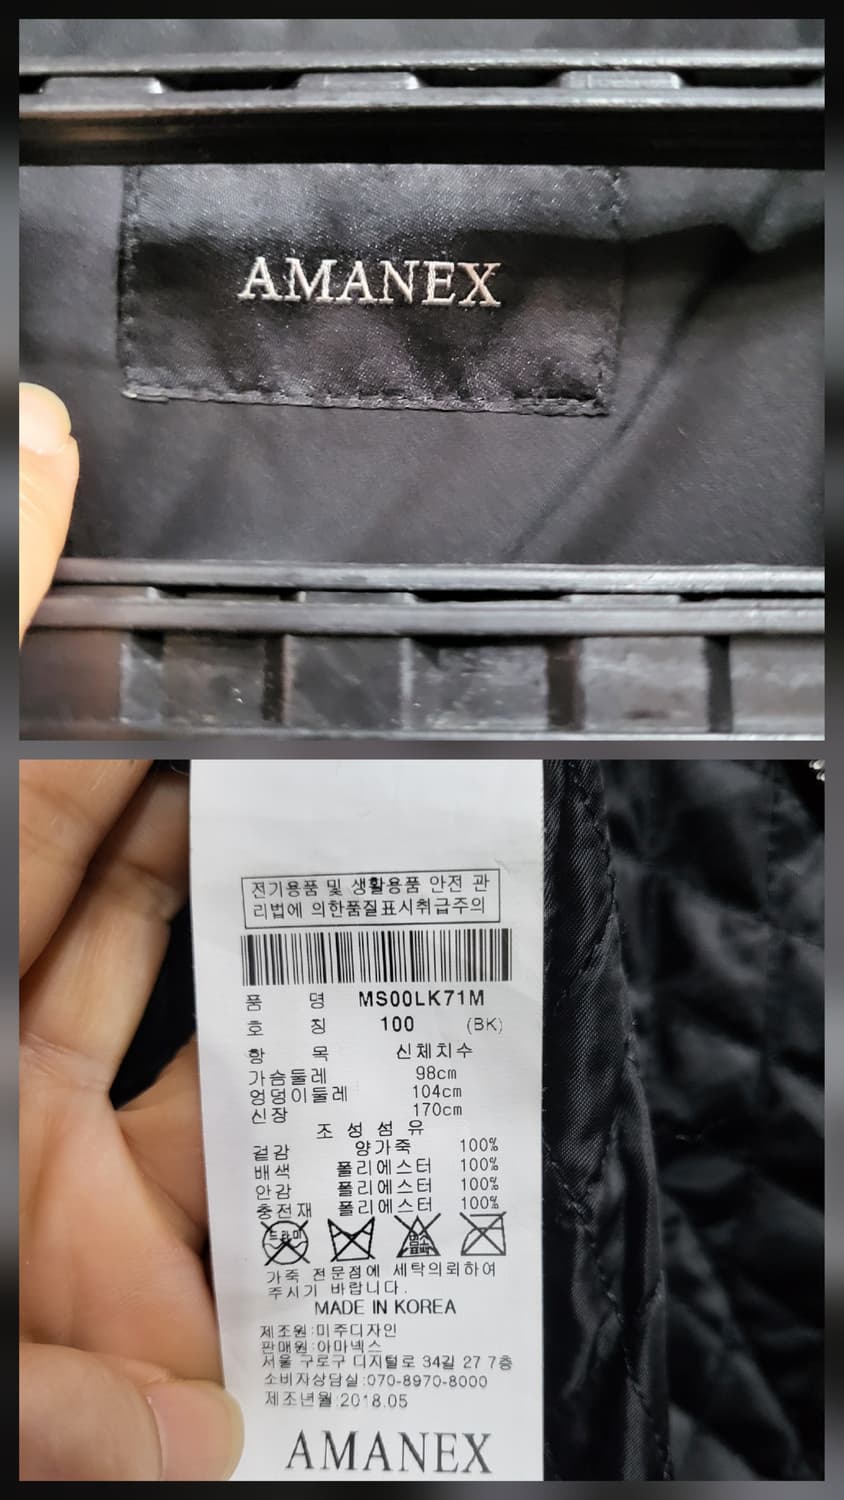 AMANEX
전기용품 및 생활용품 안전 관
리법에 의한품질표시취급주의
품 명 MS00LK71M
호 칭 100 (BK)
항 목 신체치수
가슴둘레 98cm
엉덩이둘레 104cm
신장 170cm
조 성 섬 유
겉감 양가죽 100%
배색 폴리에스터 100%
안감 폴리에스터 100%
충전재 폴리에스터 100%
드라이 염소
가죽 전문점에 세탁의뢰하여
주시기 바랍니다.
MADE IN KOREA
제조원:미주디자인
판매원:아마넥스
서울 구로구 디지털로 34길 27 7층
소비자상담실:070-8970-8000
제조년월:2018.05
AMANEX